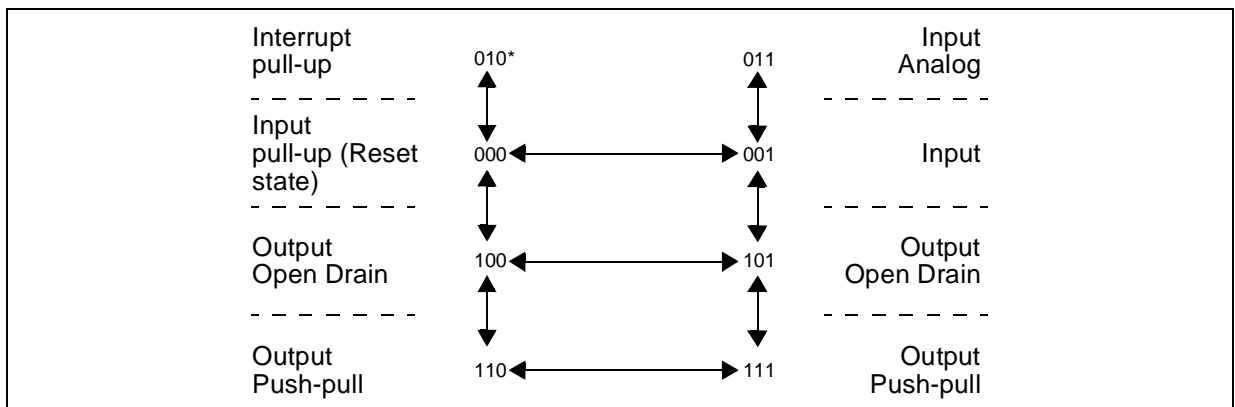 Interrupt
pull-up
010*
011
Input
Analog
Input
pull-up (Reset
state)
000
001
Input
Output
Open Drain
100
101
Output
Open Drain
Output
Push-pull
110
111
Output
Push-pull